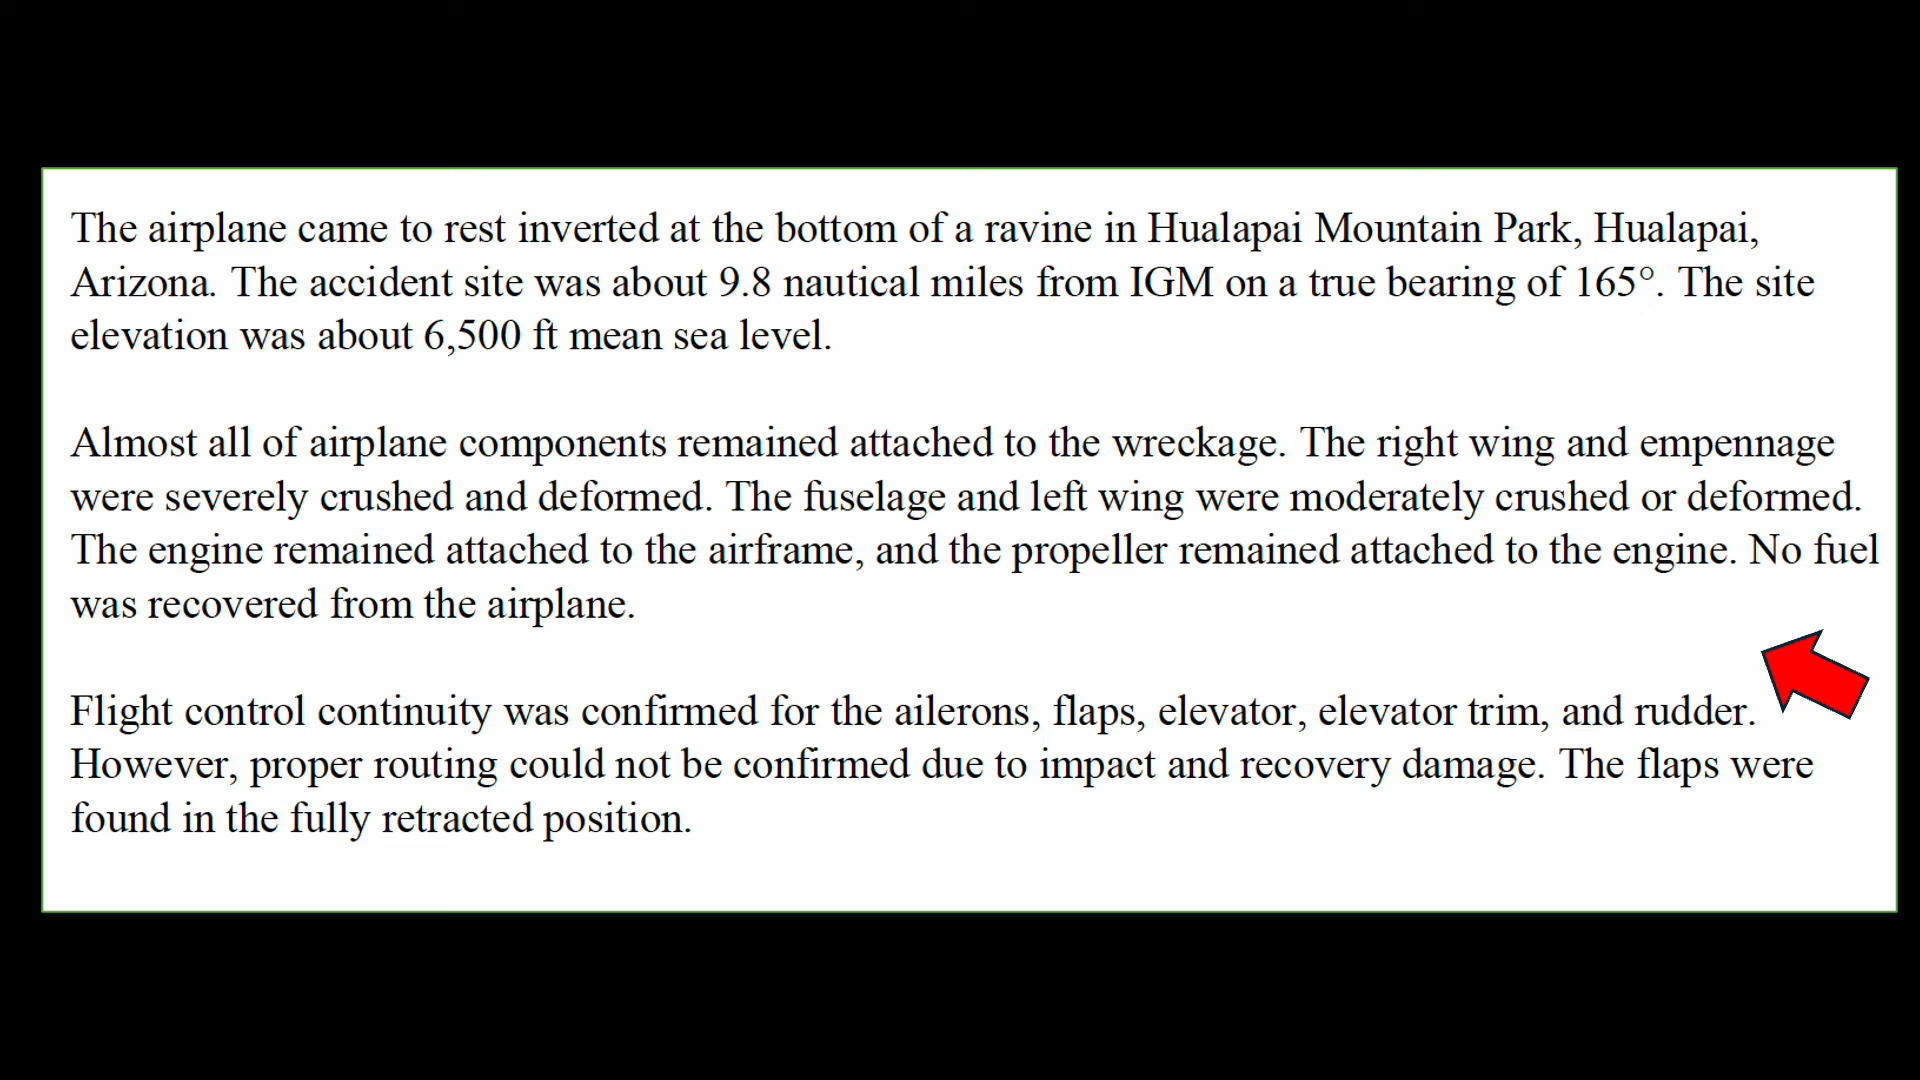 The airplane came to rest inverted at the bottom of a ravine in Hualapai Mountain Park, Hualapai,
Arizona. The accident site was about 9.8 nautical miles from IGM on a true bearing of 165°. The site
elevation was about 6,500 ft mean sea level.
Almost all of airplane components remained attached to the wreckage. The right wing and empennage
were severely crushed and deformed. The fuselage and left wing were moderately crushed or deformed.
The engine remained attached to the airframe, and the propeller remained attached to the engine. No fuel
was recovered from the airplane.
Flight control continuity was confirmed for the ailerons, flaps, elevator, elevator trim, and rudder.
However, proper routing could not be confirmed due to impact and recovery damage. The flaps were
found in the fully retracted position.